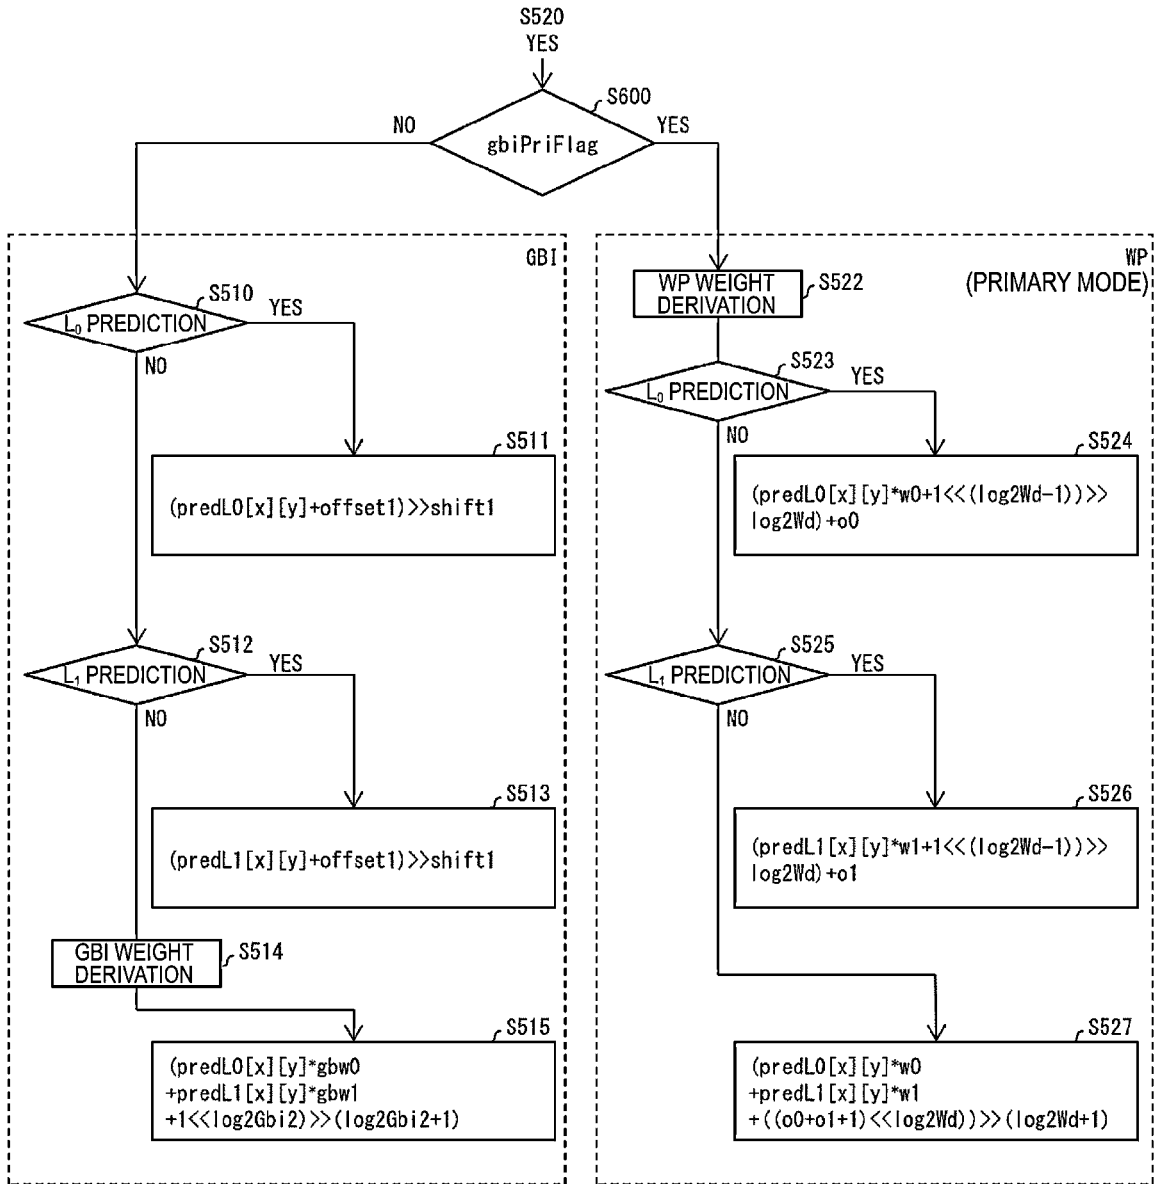 S520
YES
S600
NO
YES
gbiPriFlag
GBI
S510
L₀ PREDICTION
YES
NO
S511
(predL0[x][y]+offset1)>>shift1
S512
L₁ PREDICTION
YES
NO
S513
(predL1[x][y]+offset1)>>shift1
GBI WEIGHT
DERIVATION
S514
S515
(predL0[x][y]*gbw0
+predL1[x][y]*gbw1
+1<<log2Gbi2)>>(log2Gbi2+1)
WP
(PRIMARY MODE)
WP WEIGHT
DERIVATION
S522
S523
L₀ PREDICTION
YES
NO
S524
(predL0[x][y]*w0+1<<(log2Wd-1))>>
log2Wd)+o0
S525
L₁ PREDICTION
YES
NO
S526
(predL1[x][y]*w1+1<<(log2Wd-1))>>
log2Wd)+o1
S527
(predL0[x][y]*w0
+predL1[x][y]*w1
+((o0+o1+1)<<log2Wd))>>(log2Wd+1)